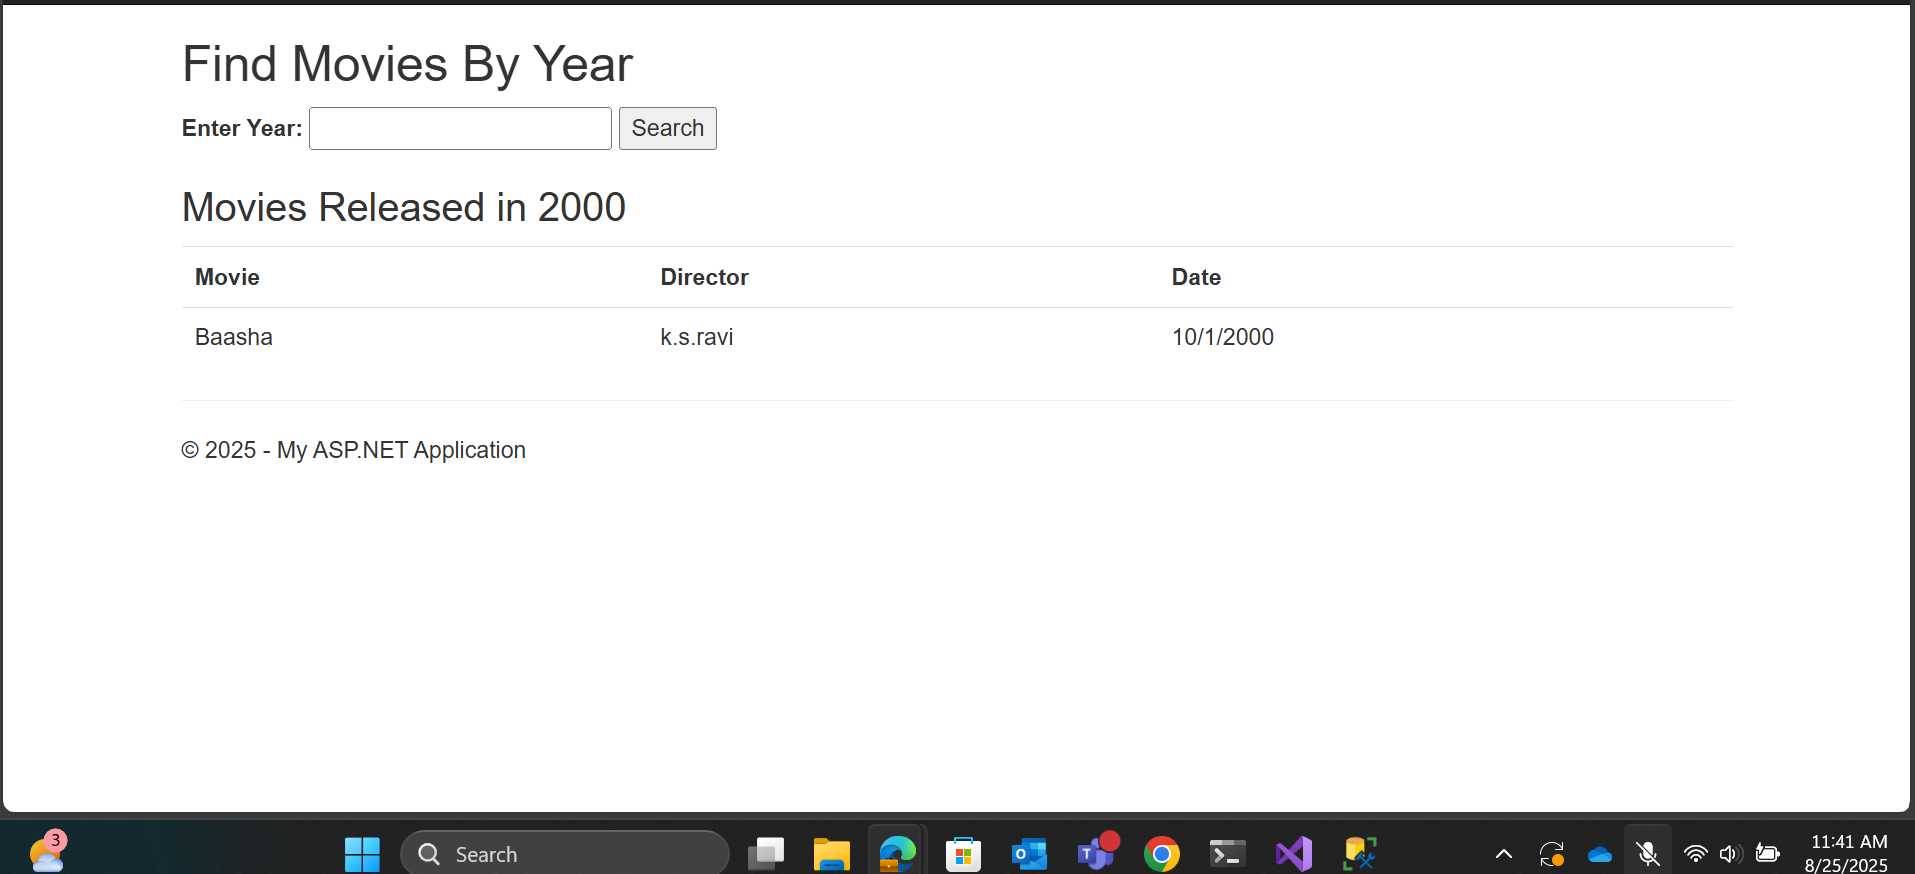 Find Movies By Year
Enter Year: Search
Movies Released in 2000
Movie Director Date
Baasha k.s.ravi 10/1/2000
© 2025 - My ASP.NET Application
3
Search
11:41 AM
8/25/2025